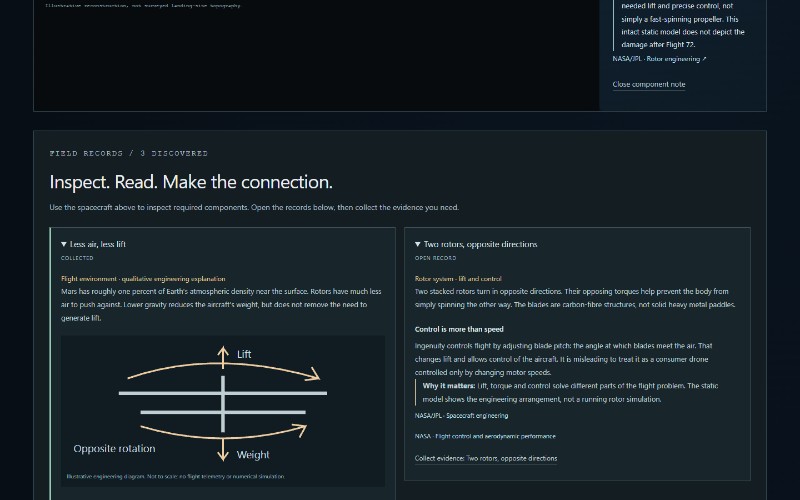 Illustrative reconstruction, not surveyed landing-site topography.
needed lift and precise control, not
simply a fast-spinning propeller. This
intact static model does not depict the
damage after Flight 72.
NASA/JPL · Rotor engineering ↗
Close component note
FIELD RECORDS / 3 DISCOVERED
Inspect. Read. Make the connection.
Use the spacecraft above to inspect required components. Open the records below, then collect the evidence you need.
▼ Less air, less lift
COLLECTED
Flight environment · qualitative engineering explanation
Mars has roughly one percent of Earth's atmospheric density near the surface. Rotors have much less
air to push against. Lower gravity reduces the aircraft's weight, but does not remove the need to
generate lift.
Lift
Opposite rotation
Weight
Illustrative engineering diagram. Not to scale; no flight telemetry or numerical simulation.
▼ Two rotors, opposite directions
OPEN RECORD
Rotor system · lift and control
Two stacked rotors turn in opposite directions. Their opposing torques help prevent the body from
simply spinning the other way. The blades are carbon-fibre structures, not solid heavy metal paddles.
Control is more than speed
Ingenuity controls flight by adjusting blade pitch: the angle at which blades meet the air. That
changes lift and allows control of the aircraft. It is misleading to treat it as a consumer drone
controlled only by changing motor speeds.
Why it matters: Lift, torque and control solve different parts of the flight problem. The static
model shows the engineering arrangement, not a running rotor simulation.
NASA/JPL · Spacecraft engineering
NASA · Flight control and aerodynamic performance
Collect evidence: Two rotors, opposite directions